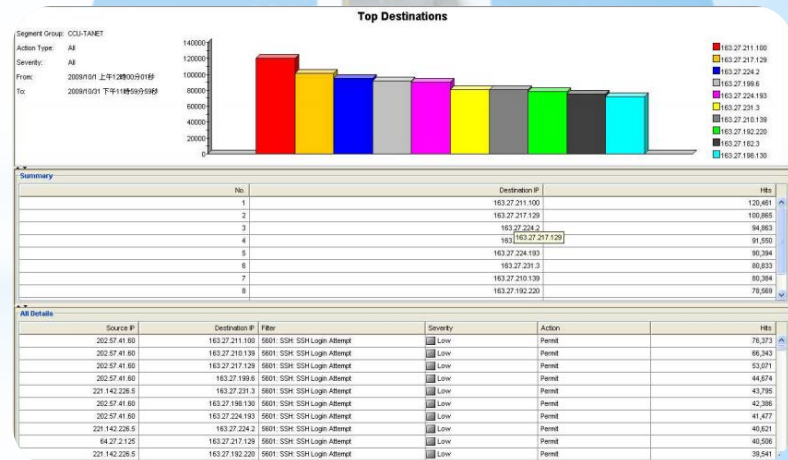 Top Destinations
Segment Group: CCU-TANET
Action Type: All
Severity: All
From: 2009/10/1 上午12時00分01秒
To: 2009/10/31 下午11時59分59秒
140000
120000
100000
80000
60000
40000
20000
0
163.27.211.100
163.27.217.129
163.27.224.2
163.27.199.6
163.27.224.193
163.27.231.3
163.27.210.139
163.27.192.220
163.27.182.3
163.27.198.130
Summary
No. Destination IP Hits
1 163.27.211.100 120,461
2 163.27.217.129 100,865
3 163.27.224.2 94,863
4 163. 91,550
163.27.217.129
5 163.27.224.193 90,394
6 163.27.231.3 80,833
7 163.27.210.139 80,384
8 163.27.192.220 78,569
All Details
Source IP Destination IP Filter Severity Action Hits
202.57.41.60 163.27.211.100 5601: SSH: SSH Login Attempt Low Permit 76,373
202.57.41.60 163.27.210.139 5601: SSH: SSH Login Attempt Low Permit 66,343
202.57.41.60 163.27.217.129 5601: SSH: SSH Login Attempt Low Permit 53,071
202.57.41.60 163.27.199.6 5601: SSH: SSH Login Attempt Low Permit 44,674
221.142.226.5 163.27.231.3 5601: SSH: SSH Login Attempt Low Permit 43,795
202.57.41.60 163.27.198.130 5601: SSH: SSH Login Attempt Low Permit 42,386
202.57.41.60 163.27.224.193 5601: SSH: SSH Login Attempt Low Permit 41,477
221.142.226.5 163.27.224.2 5601: SSH: SSH Login Attempt Low Permit 40,621
64.27.2.125 163.27.217.129 5601: SSH: SSH Login Attempt Low Permit 40,506
221.142.226.5 163.27.192.220 5601: SSH: SSH Login Attempt Low Permit 39,541